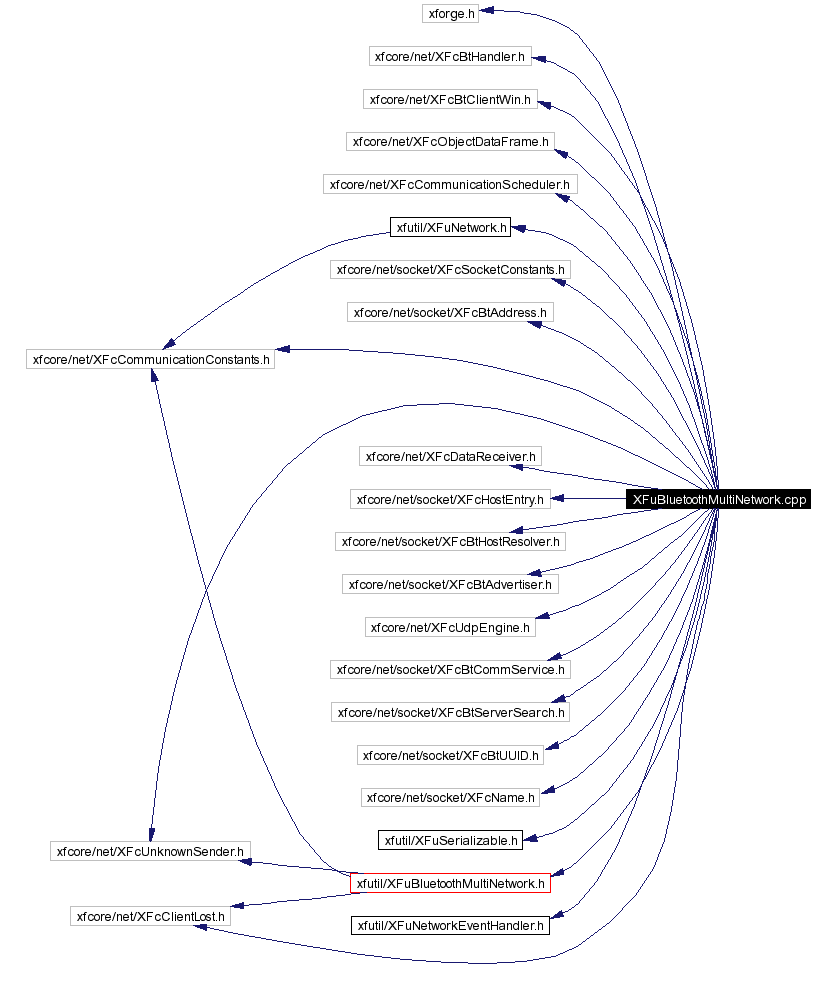 xforge.h
xfcore/net/XFcBtHandler.h
xfcore/net/XFcBtClientWin.h
xfcore/net/XFcObjectDataFrame.h
xfcore/net/XFcCommunicationScheduler.h
xfutil/XFuNetwork.h
xfcore/net/socket/XFcSocketConstants.h
xfcore/net/socket/XFcBtAddress.h
xfcore/net/XFcCommunicationConstants.h
xfcore/net/XFcDataReceiver.h
xfcore/net/socket/XFcHostEntry.h
XFuBluetoothMultiNetwork.cpp
xfcore/net/socket/XFcBtHostResolver.h
xfcore/net/socket/XFcBtAdvertiser.h
xfcore/net/XFcUdpEngine.h
xfcore/net/socket/XFcBtCommService.h
xfcore/net/socket/XFcBtServerSearch.h
xfcore/net/socket/XFcBtUUID.h
xfcore/net/socket/XFcName.h
xfutil/XFuSerializable.h
xfcore/net/XFcUnknownSender.h
xfutil/XFuBluetoothMultiNetwork.h
xfcore/net/XFcClientLost.h
xfutil/XFuNetworkEventHandler.h